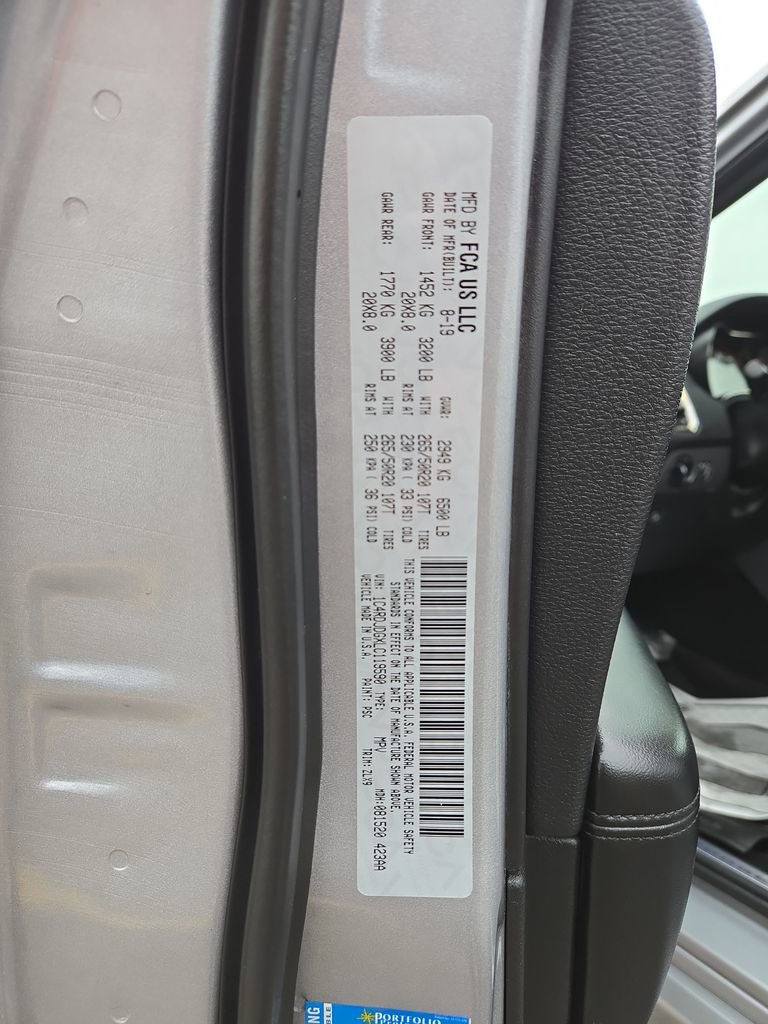 MFD BY FCA US LLC
DATE OF MFR(BUILT): 8-19 GVWR: 2949 KG 6500 LB
GAWR FRONT: 1452 KG 3200 LB WITH 265/50R20 107T TIRES
20X8.0 RIMS AT 230 KPA ( 33 PSI) COLD
GAWR REAR: 1770 KG 3900 LB WITH 265/50R20 107T TIRES
20X8.0 RIMS AT 250 KPA ( 36 PSI) COLD
THIS VEHICLE CONFORMS TO ALL APPLICABLE U.S.A. FEDERAL MOTOR VEHICLE SAFETY
STANDARDS IN EFFECT ON THE DATE OF MANUFACTURE SHOWN ABOVE.
VIN: 1C4RDJDGXLC119590 TYPE: MPV MDH:081520 423AA
VEHICLE MADE IN U.S.A. PAINT: PSC TRIM:ZLX9
PORTFOLIO